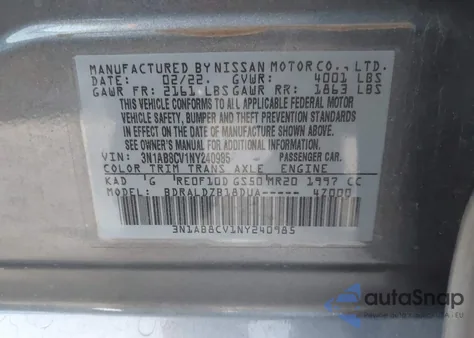 MANUFACTURED BY NISSAN MOTOR CO., LTD.
DATE: 02/22. GVWR: 4001 LBS
GAWR FR: 2161 LBS GAWR RR: 1863 LBS
THIS VEHICLE CONFORMS TO ALL APPLICABLE FEDERAL MOTOR
VEHICLE SAFETY, BUMPER, AND THEFT PREVENTION STANDARDS
IN EFFECT ON THE DATE OF MANUFACTURE SHOWN ABOVE.
SEE OWNER'S MANUAL FOR ADDITIONAL INFORMATION
VIN: 3N1AB8CV1NY240985 PASSENGER CAR.
COLOR TRIM TRANS AXLE ENGINE
KAD G RE0F10D GS50 MR20 1997 CC
MODEL: BDRALDZB18DUA----- 47000
3N1AB8CV1NY240985
autoSnap